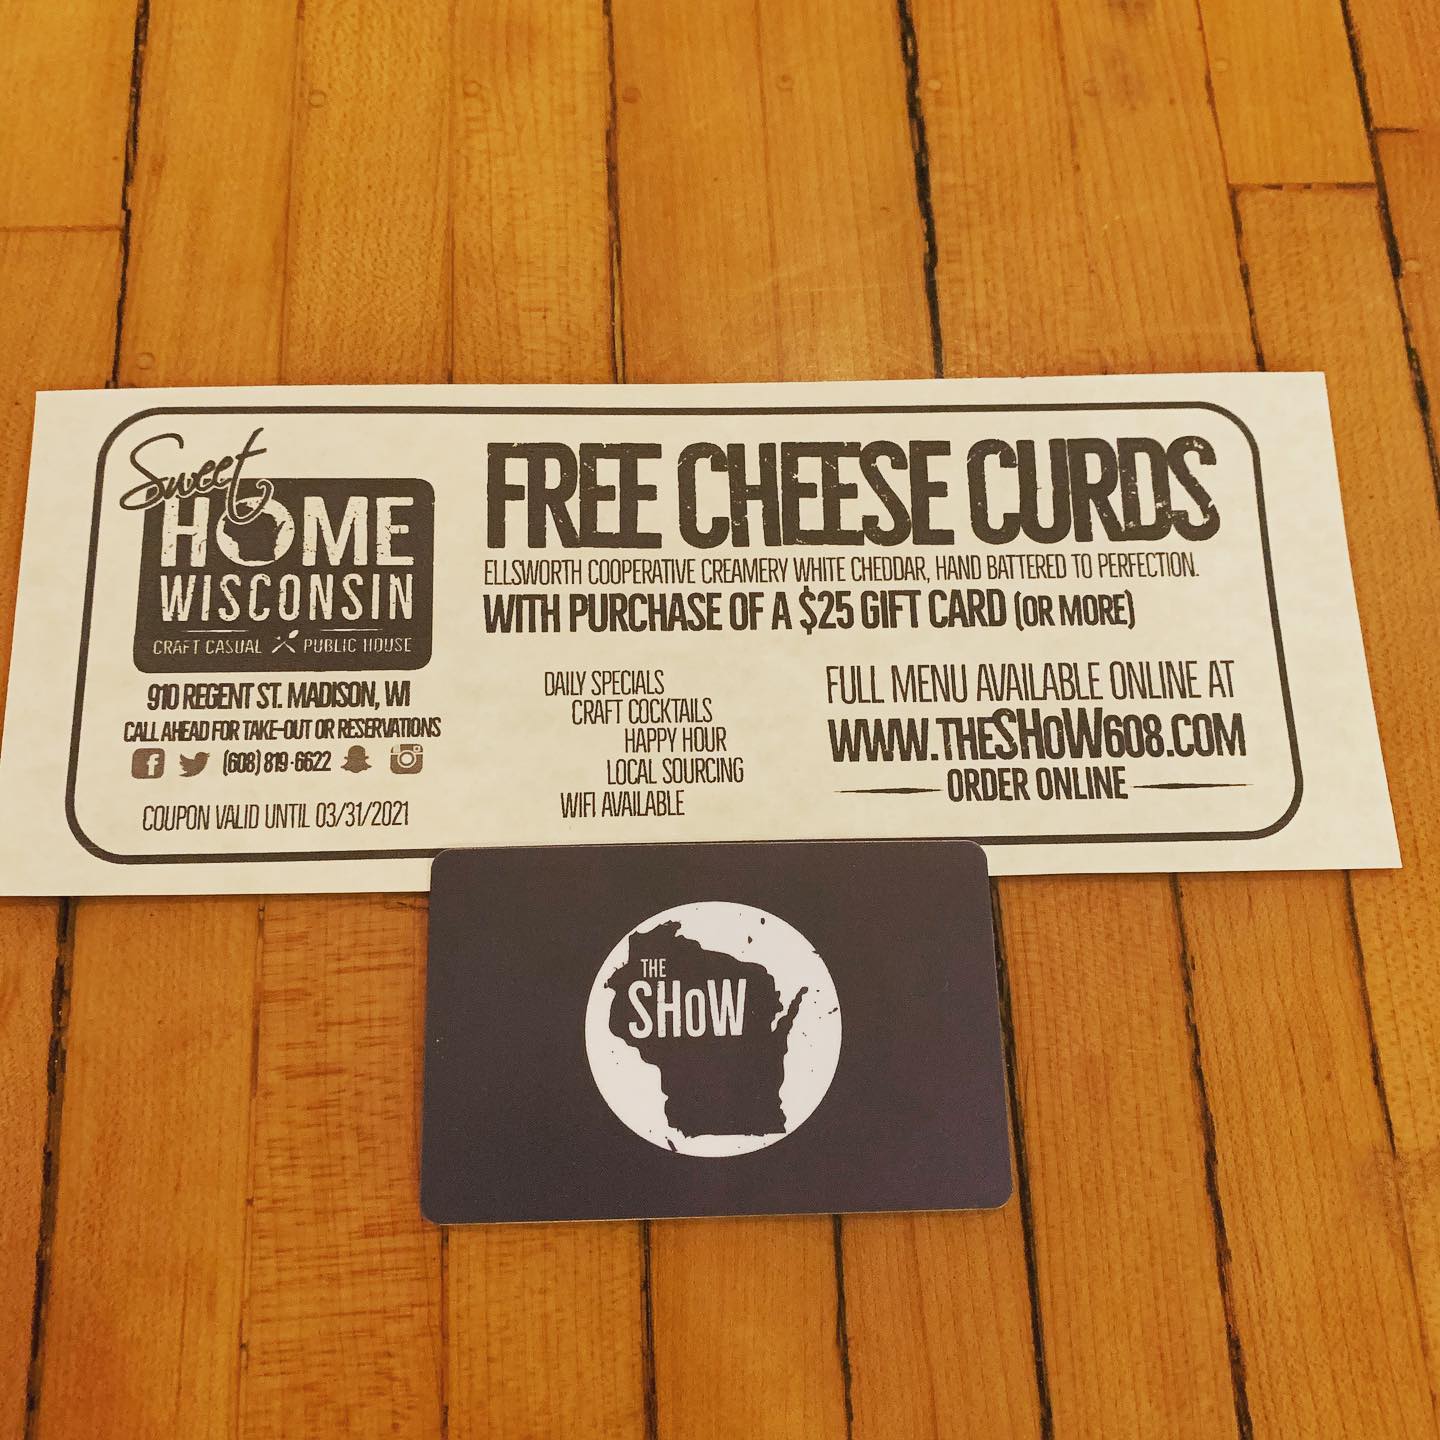 Sweet
HOME
WISCONSIN
CRAFT CASUAL PUBLIC HOUSE
910 REGENT ST. MADISON, WI
CALL AHEAD FOR TAKE-OUT OR RESERVATIONS
(608) 819-6622
COUPON VALID UNTIL 03/31/2021
FREE CHEESE CURDS
ELLSWORTH COOPERATIVE CREAMERY WHITE CHEDDAR, HAND BATTERED TO PERFECTION.
WITH PURCHASE OF A $25 GIFT CARD (OR MORE)
DAILY SPECIALS
CRAFT COCKTAILS
HAPPY HOUR
LOCAL SOURCING
WIFI AVAILABLE
FULL MENU AVAILABLE ONLINE AT
WWW.THESHoW608.COM
ORDER ONLINE
THE
SHoW